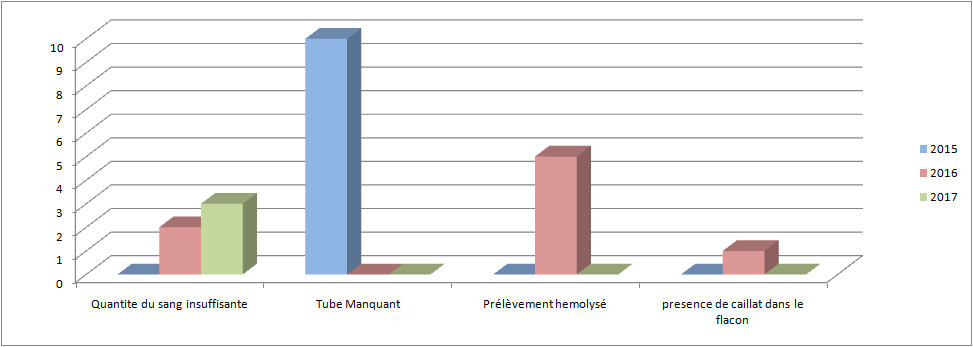 10
9
8
7
6
5
4
3
2
1
0
Quantite du sang insuffisante
Tube Manquant
Prélèvement hemolysé
presence de caillat dans le
flacon
2015
2016
2017